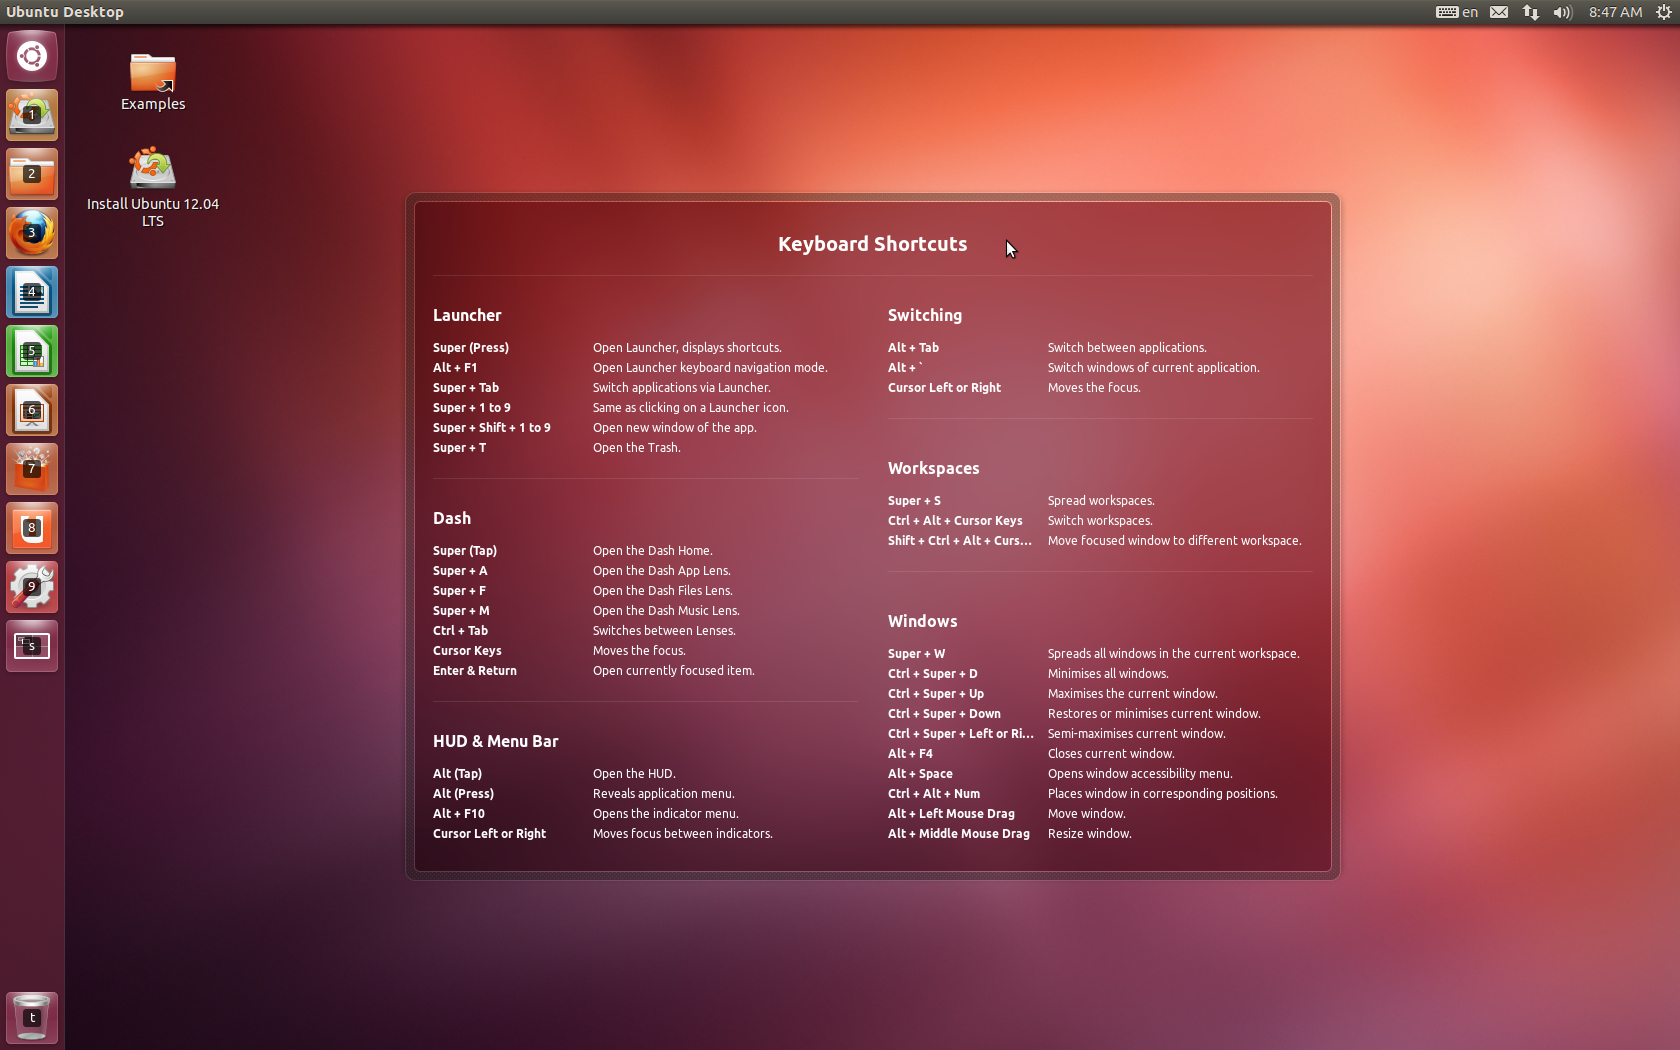 Ubuntu Desktop
en
8:47 AM
1
2
3
4
5
6
7
8
9
s
t
Examples
Install Ubuntu 12.04
LTS
Keyboard Shortcuts
Launcher
Super (Press) Open Launcher, displays shortcuts.
Alt + F1 Open Launcher keyboard navigation mode.
Super + Tab Switch applications via Launcher.
Super + 1 to 9 Same as clicking on a Launcher icon.
Super + Shift + 1 to 9 Open new window of the app.
Super + T Open the Trash.
Dash
Super (Tap) Open the Dash Home.
Super + A Open the Dash App Lens.
Super + F Open the Dash Files Lens.
Super + M Open the Dash Music Lens.
Ctrl + Tab Switches between Lenses.
Cursor Keys Moves the focus.
Enter & Return Open currently focused item.
HUD & Menu Bar
Alt (Tap) Open the HUD.
Alt (Press) Reveals application menu.
Alt + F10 Opens the indicator menu.
Cursor Left or Right Moves focus between indicators.
Switching
Alt + Tab Switch between applications.
Alt + ` Switch windows of current application.
Cursor Left or Right Moves the focus.
Workspaces
Super + S Spread workspaces.
Ctrl + Alt + Cursor Keys Switch workspaces.
Shift + Ctrl + Alt + Curs... Move focused window to different workspace.
Windows
Super + W Spreads all windows in the current workspace.
Ctrl + Super + D Minimises all windows.
Ctrl + Super + Up Maximises the current window.
Ctrl + Super + Down Restores or minimises current window.
Ctrl + Super + Left or Ri... Semi-maximises current window.
Alt + F4 Closes current window.
Alt + Space Opens window accessibility menu.
Ctrl + Alt + Num Places window in corresponding positions.
Alt + Left Mouse Drag Move window.
Alt + Middle Mouse Drag Resize window.